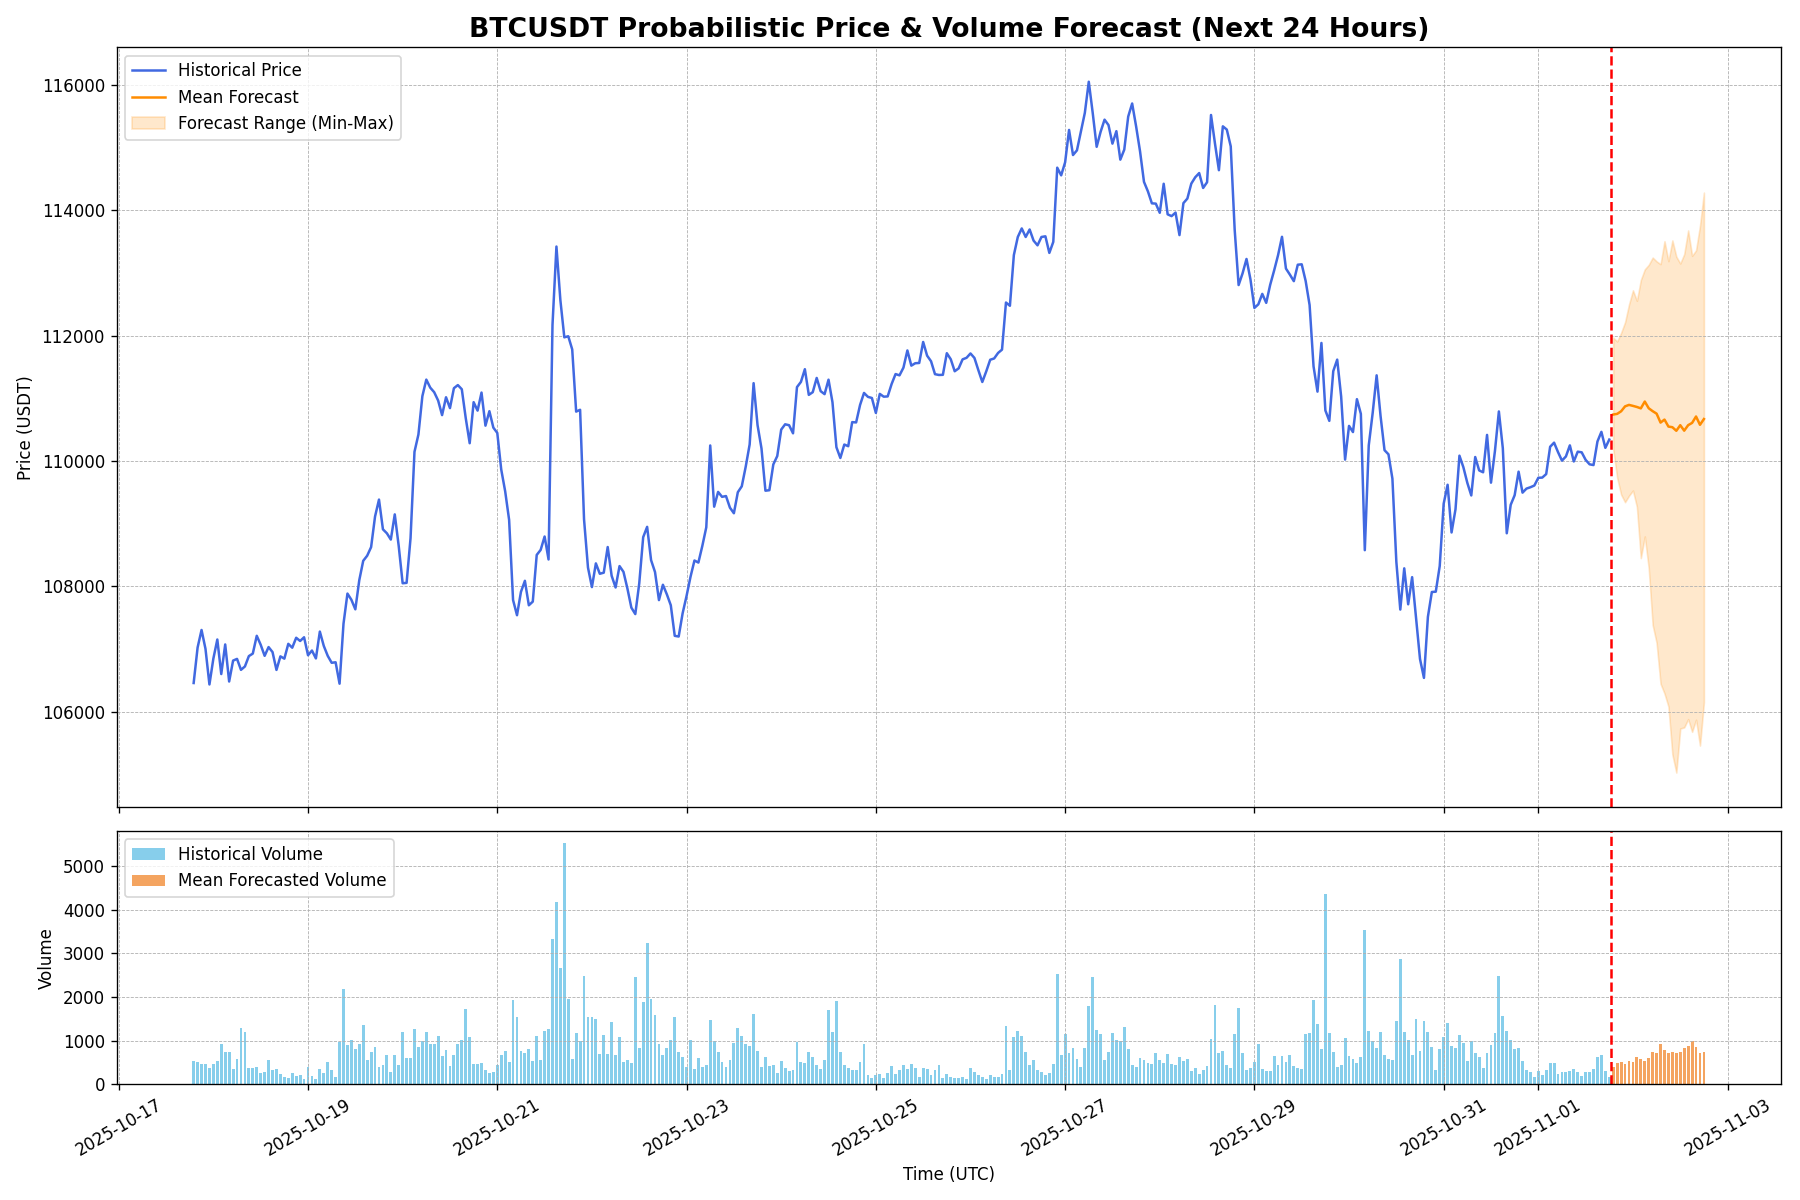 BTCUSDT Probabilistic Price & Volume Forecast (Next 24 Hours)
Historical Price
Mean Forecast
Forecast Range (Min-Max)
116000
114000
112000
110000
108000
106000
Price (USDT)
Historical Volume
Mean Forecasted Volume
5000
4000
3000
2000
1000
0
Volume
2025-10-17
2025-10-19
2025-10-21
2025-10-23
2025-10-25
2025-10-27
2025-10-29
2025-10-31
2025-11-01
2025-11-03
Time (UTC)